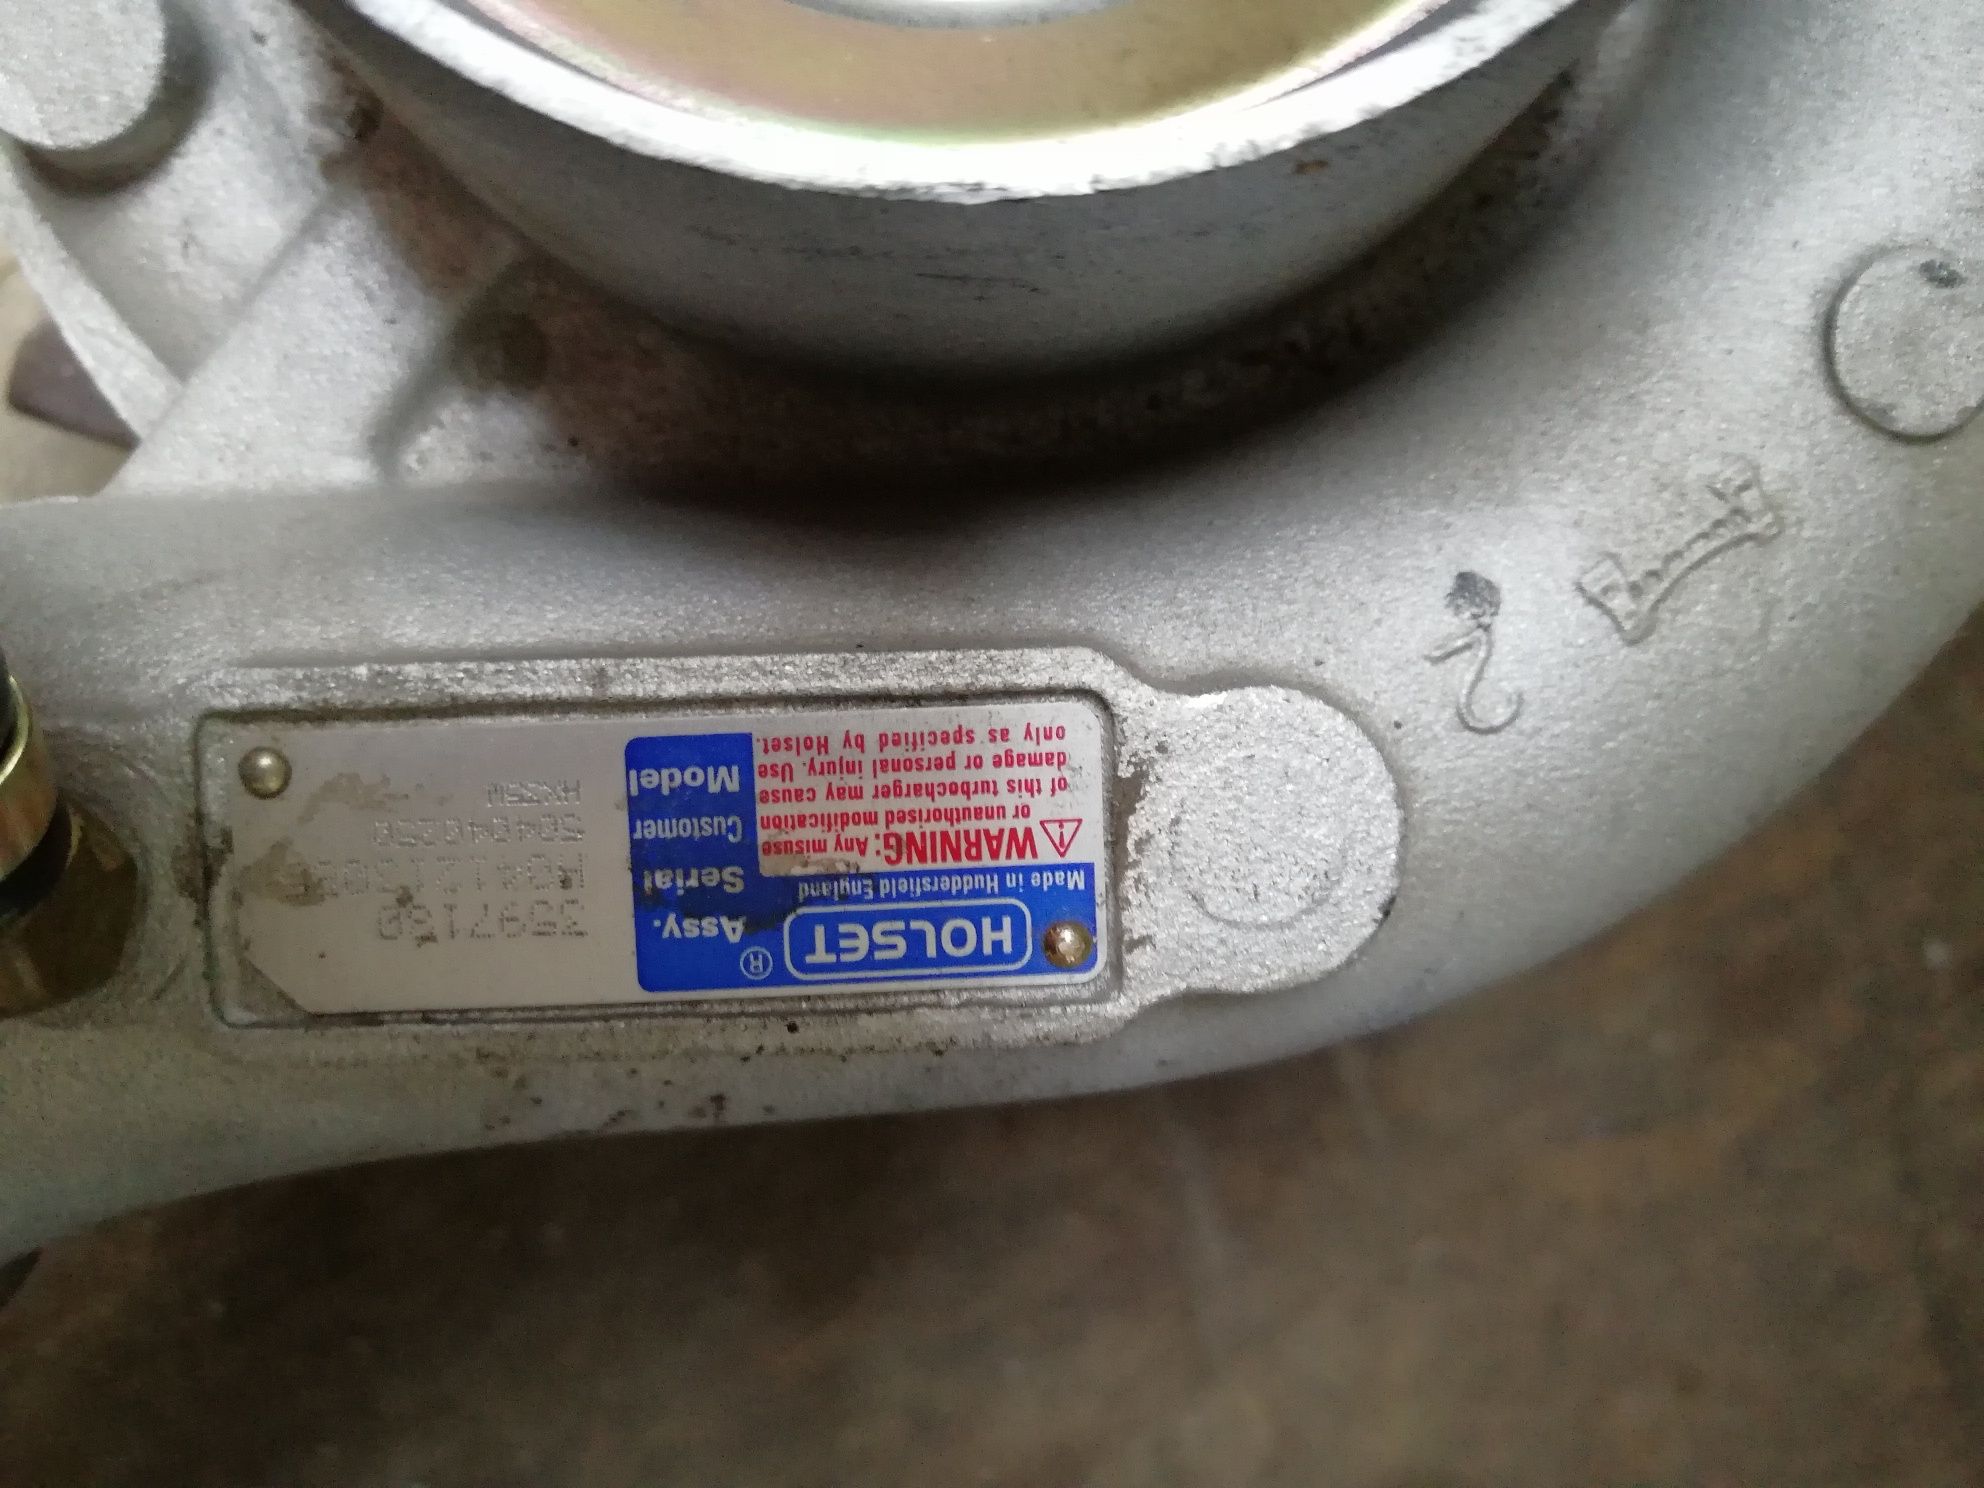 HOLSET ®
Made in Huddersfield England
WARNING: Any misuse
or unauthorised modification
of this turbocharger may cause
damage or personal injury. Use
only as specified by Holset.
Assy. 3597180
Serial
Customer 504040250
Model HX35W